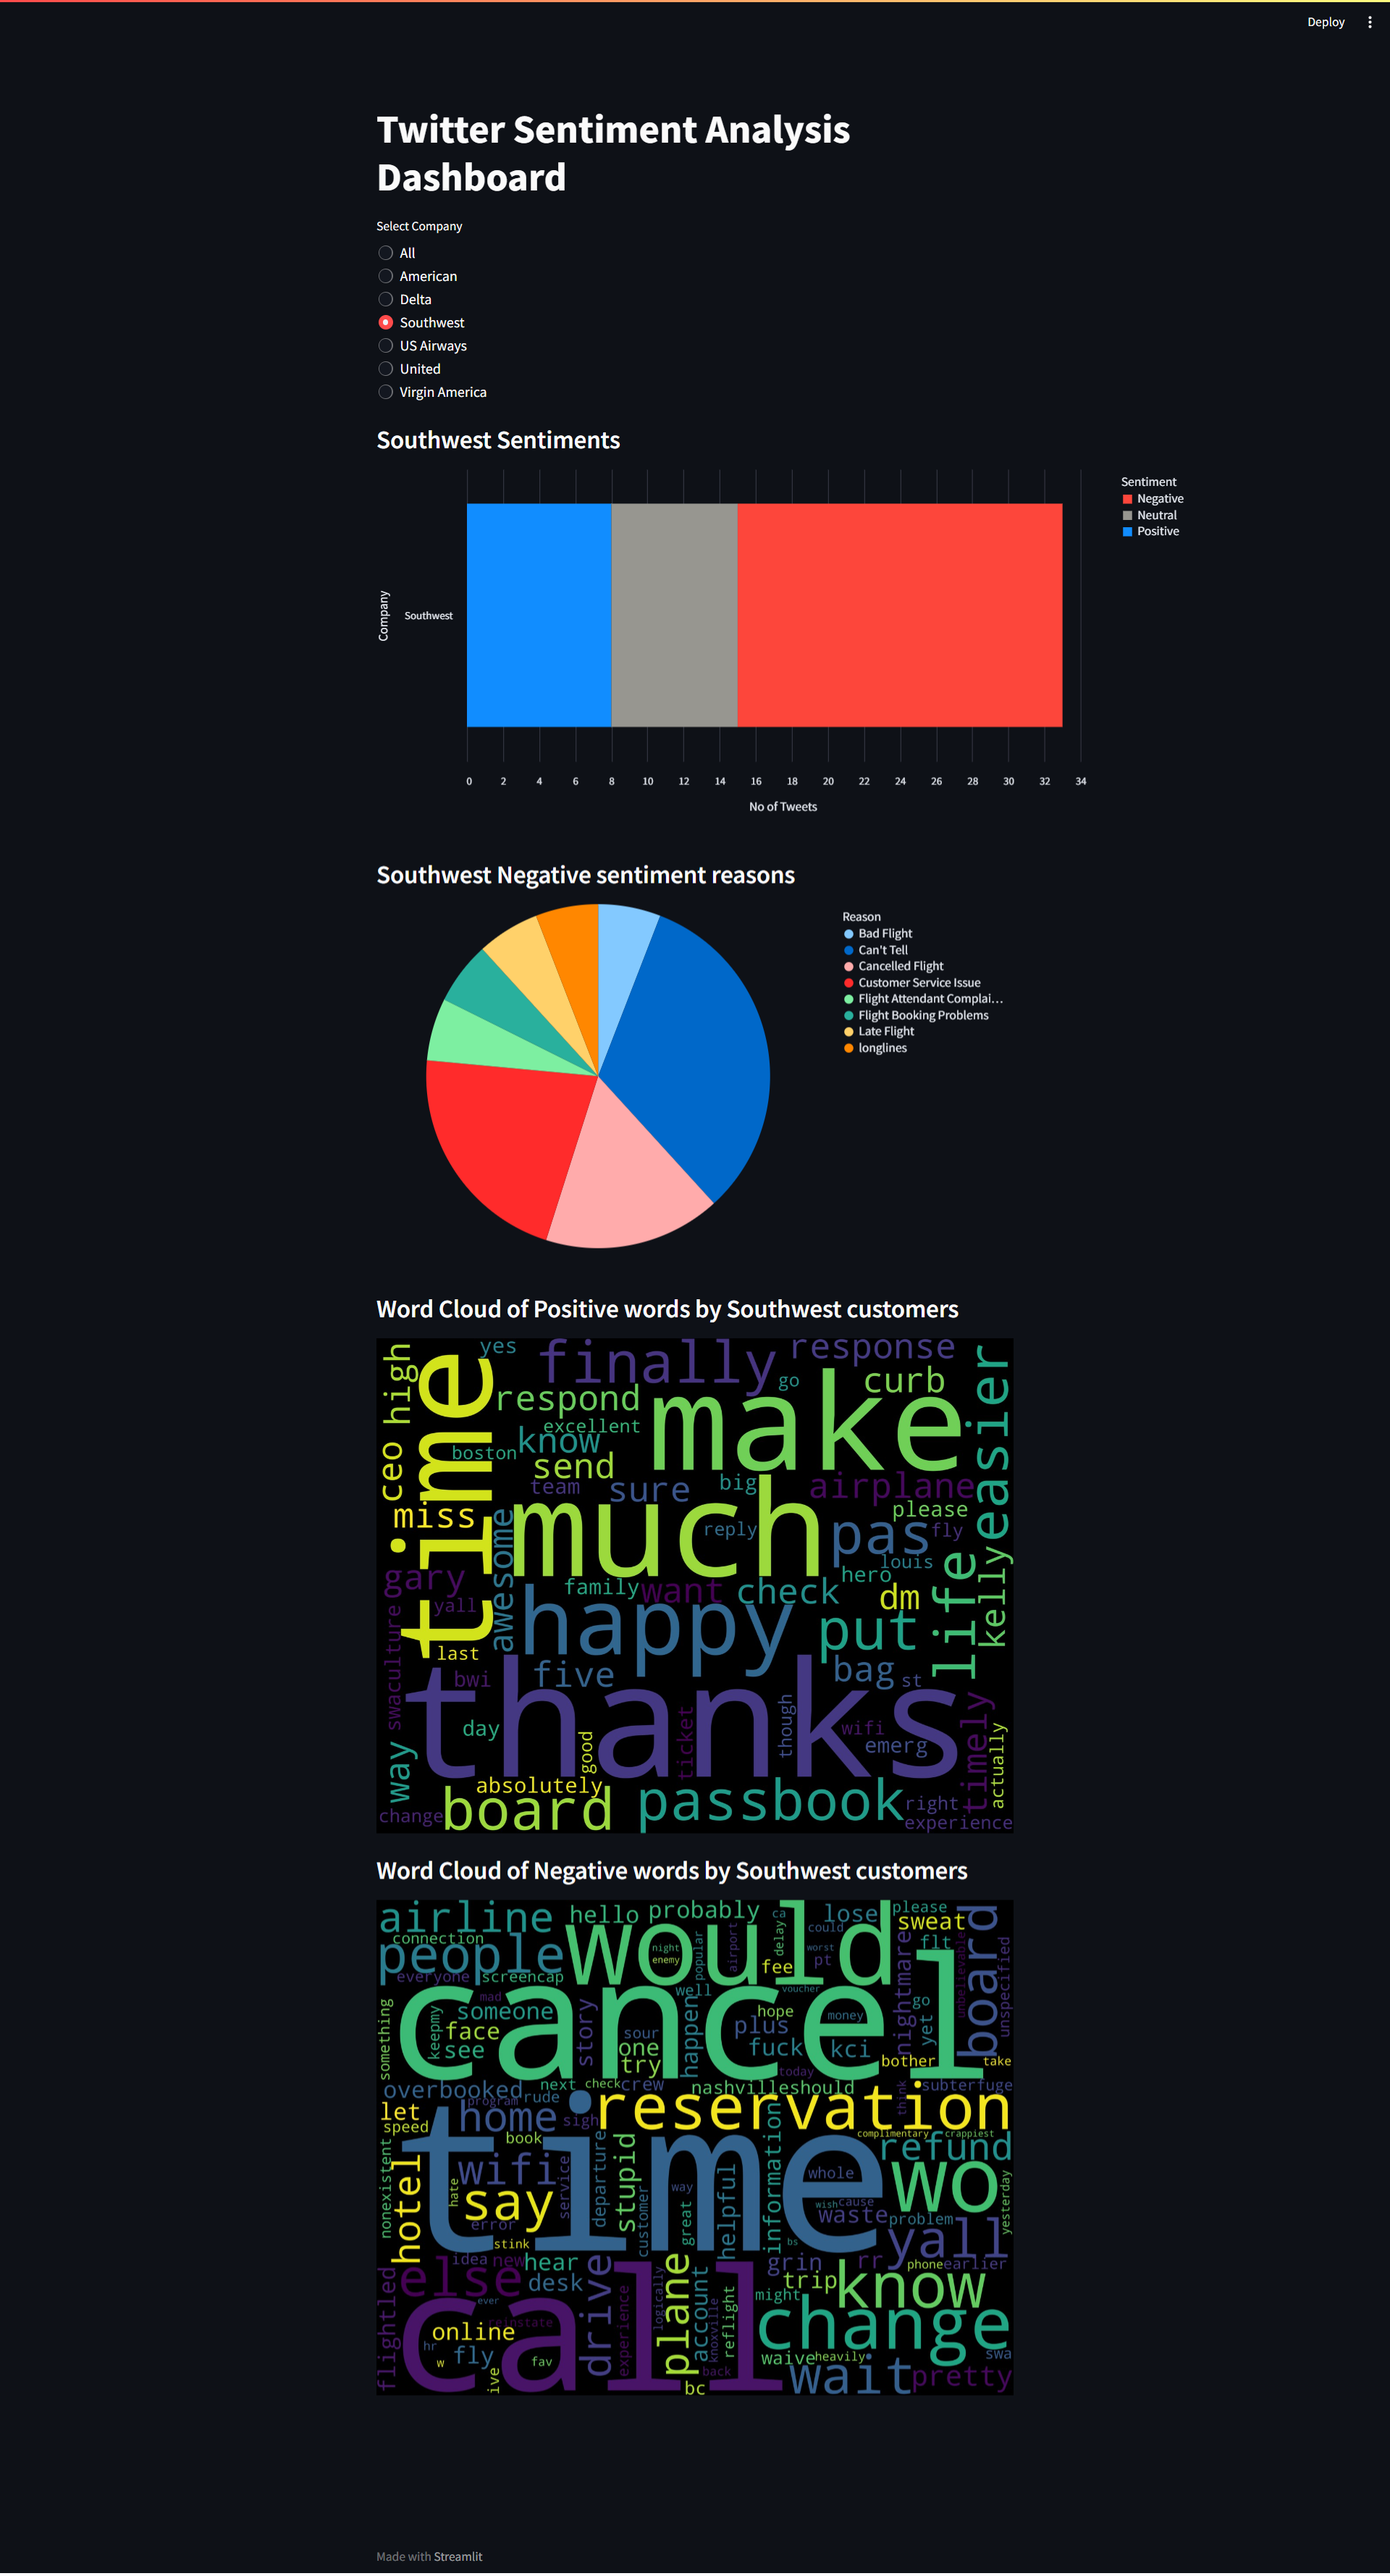 Deploy
Twitter Sentiment Analysis
Dashboard
Select Company
All
American
Delta
Southwest
US Airways
United
Virgin America
Southwest Sentiments
Sentiment
Negative
Neutral
Positive
Company
Southwest
0 2 4 6 8 10 12 14 16 18 20 22 24 26 28 30 32 34
No of Tweets
Southwest Negative sentiment reasons
Reason
Bad Flight
Can't Tell
Cancelled Flight
Customer Service Issue
Flight Attendant Complai…
Flight Booking Problems
Late Flight
longlines
Word Cloud of Positive words by Southwest customers
yes
finally
response
high
time
go
curb
easier
respond
make
excellent
know
boston
ceo
send
team
sure
big
airplane
miss
much
please
awesome
reply
pas
fly
louis
life
kelly
gary
family
want
check
hero
dm
yall
happy
put
swaculture
last
bwi
five
bag
st
thanks
day
good
ticket
though
wifi
emerg
timely
actually
way
absolutely
board
passbook
right
change
experience
Word Cloud of Negative words by Southwest customers
airline
hello
probably
ca
lose
please
sweat
board
connection
people
would
night
enemy
popular
airport
delay
could
worst
pt
fee
nightmare
flt
unbelievable
unspecified
everyone
screencap
cancel
well
voucher
mad
someone
something
keepmy
face
see
story
sour
one
try
happen
hope
plus
money
fuck
kci
go
yet
bother
take
today
overbooked
next
check
crew
nashvilleshould
think
subterfuge
program
rude
let
home
sigh
reservation
speed
book
complimentary
crappiest
time
refund
nonexistent
wifi
hotel
hate
say
service
departure
stupid
customer
way
great
helpful
information
whole
wo
yesterday
wish
cause
waste
problem
error
stink
bs
yall
idea
new
hear
else
desk
drive
plane
account
grin
rr
phone
earlier
trip
know
might
flightled
ever
call
reinstate
experience
logically
knoxville
reflight
change
online
hr
w
fly
ive
fav
back
bc
waive
heavily
swa
wait
pretty
Made with Streamlit